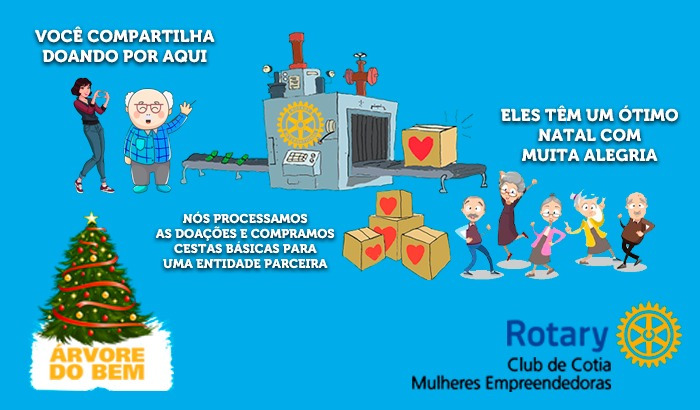 VOCÊ COMPARTILHA
DOANDO POR AQUI
ELES TÊM UM ÓTIMO
NATAL COM
MUITA ALEGRIA
NÓS PROCESSAMOS
AS DOAÇÕES E COMPRAMOS
CESTAS BÁSICAS PARA
UMA ENTIDADE PARCEIRA
ÁRVORE
DO BEM
Rotary
Club de Cotia
Mulheres Empreendedoras